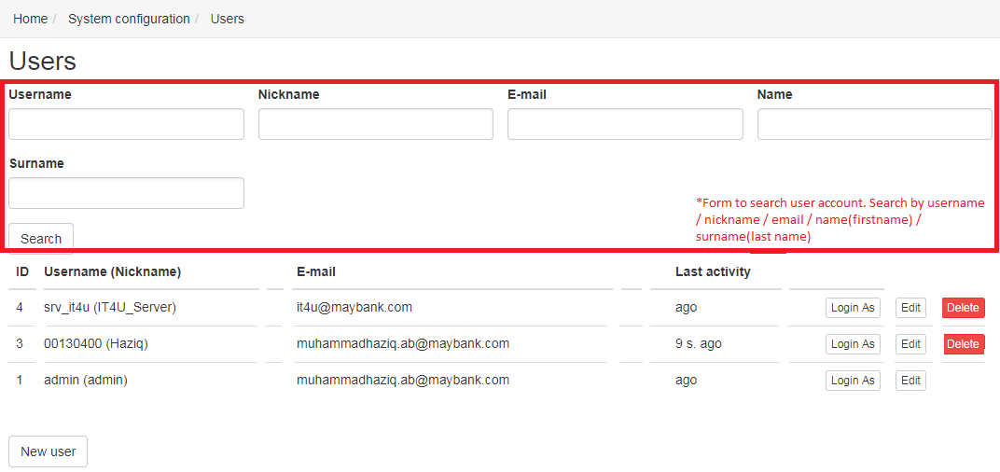 Home / System configuration / Users
Users
Username Nickname E-mail Name
Surname
*Form to search user account. Search by username
/ nickname / email / name(firstname) /
surname(last name)
Search
ID Username (Nickname) E-mail Last activity
4 srv_it4u (IT4U_Server) it4u@maybank.com ago Login As Edit Delete
3 00130400 (Haziq) muhammadhaziq.ab@maybank.com 9 s. ago Login As Edit Delete
1 admin (admin) muhammadhaziq.ab@maybank.com ago Login As Edit
New user